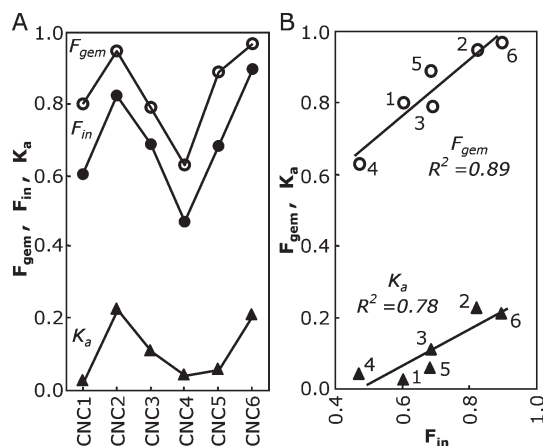 A
B
F_gem, F_in, K_a
1.0
0.8
0.6
0.4
0.2
0.0
F_gem
F_in
K_a
CNC1
CNC2
CNC3
CNC4
CNC5
CNC6
F_gem, K_a
1.0
0.8
0.6
0.4
0.2
0.0
4
1
5
3
2
6
F_gem
R² =0.89
K_a
R² =0.78
4
1
3
5
2
6
0.4
0.6
0.8
1.0
F_in